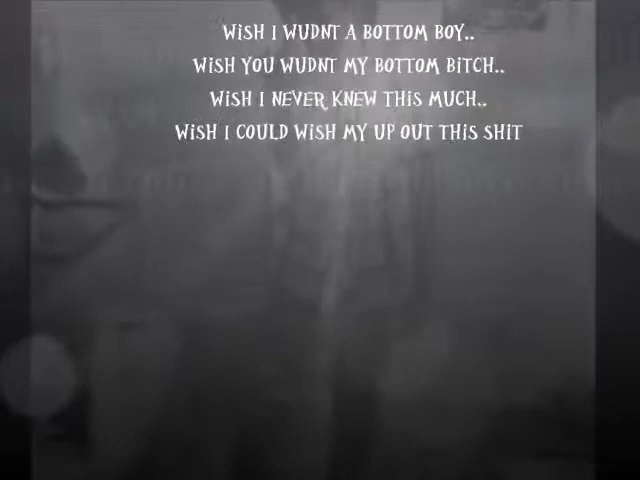 WiSH I WUDNT A BOTTOM BOY..
WiSH YOU WUDNT MY BOTTOM BiTCH..
WiSH I NEVER KNEW THiS MUCH..
WiSH I COULD WiSH MY UP OUT THiS SHiT